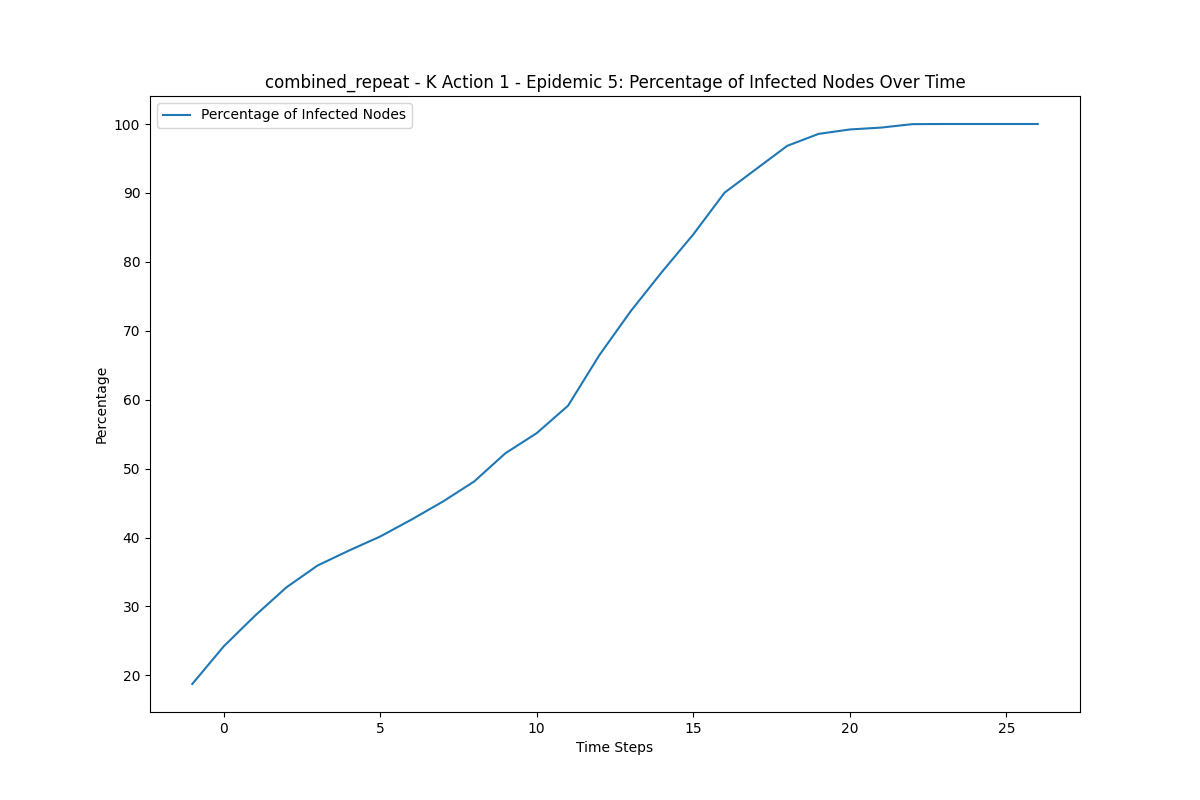 combined_repeat - K Action 1 - Epidemic 5: Percentage of Infected Nodes Over Time
Percentage of Infected Nodes
100
90
80
70
60
50
40
30
20
Percentage
0 5 10 15 20 25
Time Steps